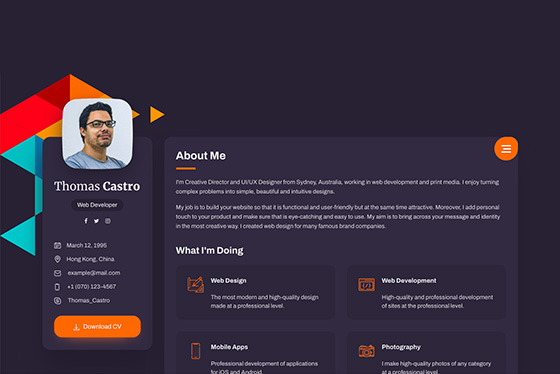 Thomas Castro
Web Developer
March 12, 1995
Hong Kong, China
example@mail.com
+1 (070) 123-4567
Thomas_Castro
Download CV
About Me
I'm Creative Director and UI/UX Designer from Sydney, Australia, working in web development and print media. I enjoy turning
complex problems into simple, beautiful and intuitive designs.
My job is to build your website so that it is functional and user-friendly but at the same time attractive. Moreover, I add personal
touch to your product and make sure that is eye-catching and easy to use. My aim is to bring across your message and identity
in the most creative way. I created web design for many famous brand companies.
What I'm Doing
Web Design
The most modern and high-quality design
made at a professional level.
Web Development
High-quality and professional development
of sites at the professional level.
Mobile Apps
Professional development of applications
for iOS and Android
Photography
I make high-quality photos of any category
at a professional level.